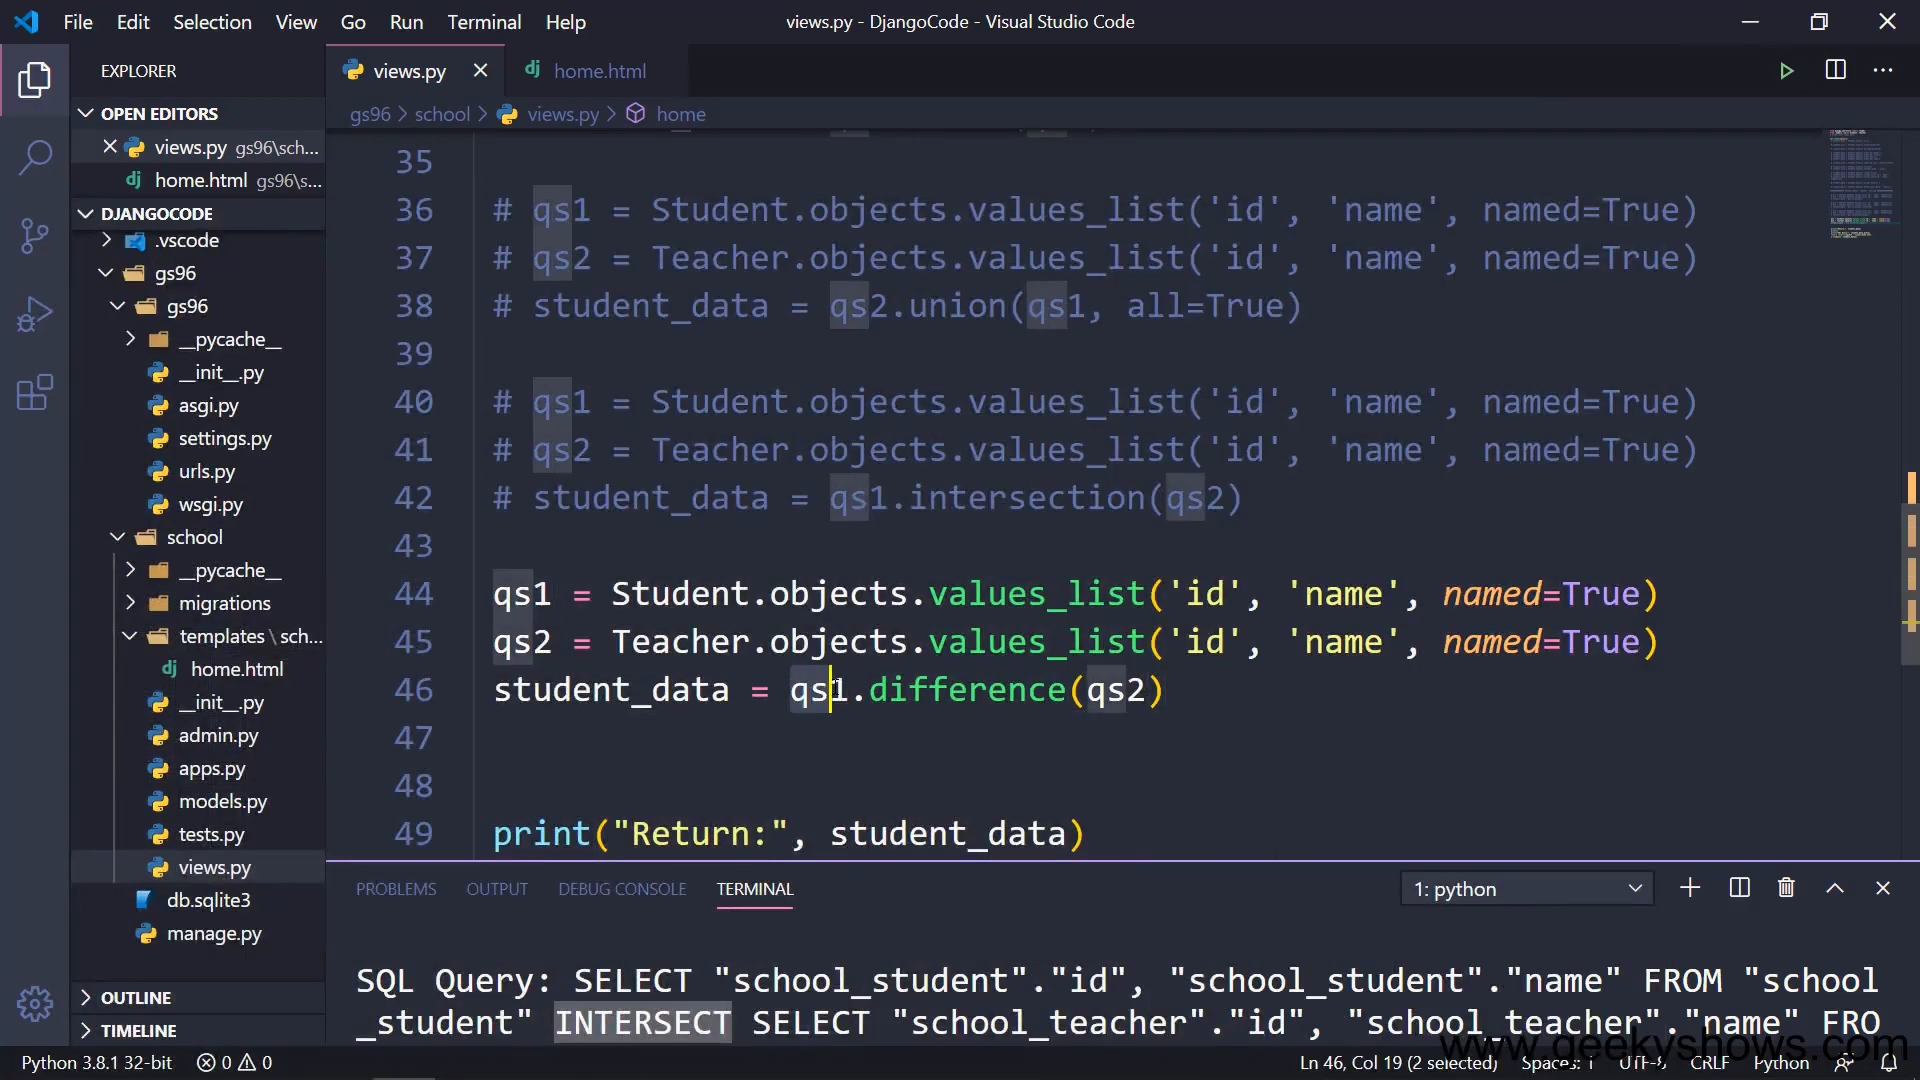 File Edit Selection View Go Run Terminal Help
views.py - DjangoCode - Visual Studio Code
EXPLORER
OPEN EDITORS
views.py gs96\sch...
home.html gs96\s...
DJANGOCODE
.vscode
gs96
gs96
__pycache__
__init__.py
asgi.py
settings.py
urls.py
wsgi.py
school
__pycache__
migrations
templates \ sch...
home.html
__init__.py
admin.py
apps.py
models.py
tests.py
views.py
db.sqlite3
manage.py
OUTLINE
TIMELINE
views.py
home.html
gs96 > school > views.py > home
35
36 # qs1 = Student.objects.values_list('id', 'name', named=True)
37 # qs2 = Teacher.objects.values_list('id', 'name', named=True)
38 # student_data = qs2.union(qs1, all=True)
39
40 # qs1 = Student.objects.values_list('id', 'name', named=True)
41 # qs2 = Teacher.objects.values_list('id', 'name', named=True)
42 # student_data = qs1.intersection(qs2)
43
44 qs1 = Student.objects.values_list('id', 'name', named=True)
45 qs2 = Teacher.objects.values_list('id', 'name', named=True)
46 student_data = qs1.difference(qs2)
47
48
49 print("Return:", student_data)
PROBLEMS OUTPUT DEBUG CONSOLE TERMINAL
1: python
SQL Query: SELECT "school_student"."id", "school_student"."name" FROM "school
_student" INTERSECT SELECT "school_teacher"."id", "school_teacher"."name" FRO
www.geekyshows.com
Python 3.8.1 32-bit 0 0
Ln 46, Col 19 (2 selected) Spaces: UTF-8 CRLF Python